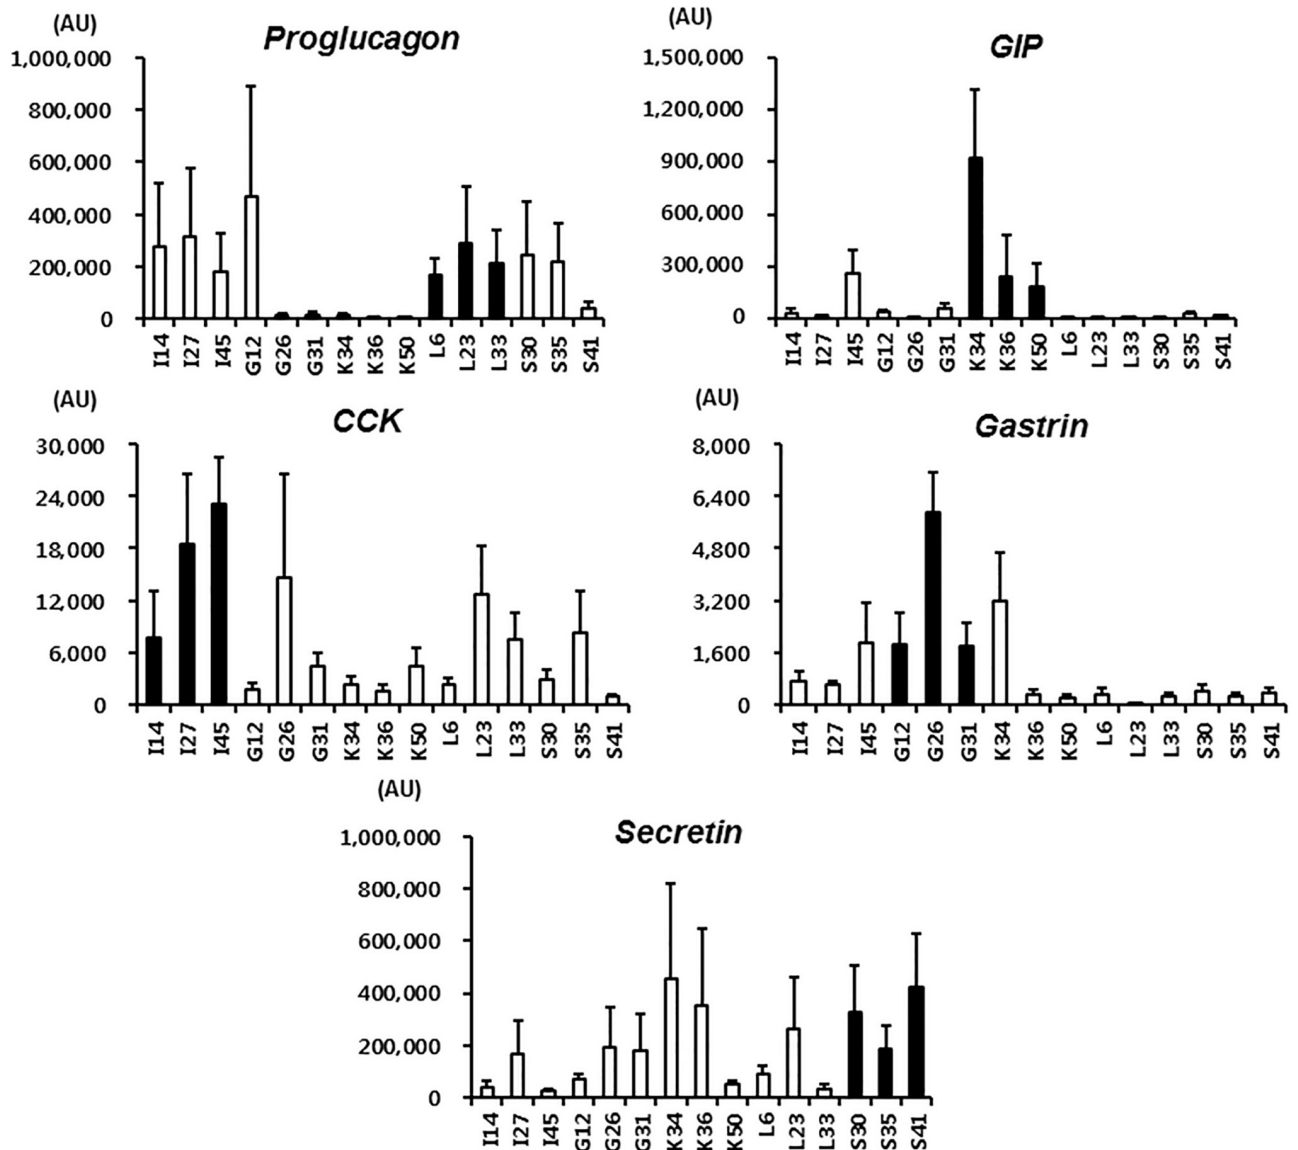 (AU)
Proglucagon
1,000,000
800,000
600,000
400,000
200,000
0
I14 I27 I45 G12 G26 G31 K34 K36 K50 L6 L23 L33 S30 S35 S41
(AU)
GIP
1,500,000
1,200,000
900,000
600,000
300,000
0
I14 I27 I45 G12 G26 G31 K34 K36 K50 L6 L23 L33 S30 S35 S41
(AU)
CCK
30,000
24,000
18,000
12,000
6,000
0
I14 I27 I45 G12 G26 G31 K34 K36 K50 L6 L23 L33 S30 S35 S41
(AU)
Gastrin
8,000
6,400
4,800
3,200
1,600
0
I14 I27 I45 G12 G26 G31 K34 K36 K50 L6 L23 L33 S30 S35 S41
(AU)
Secretin
1,000,000
800,000
600,000
400,000
200,000
0
I14 I27 I45 G12 G26 G31 K34 K36 K50 L6 L23 L33 S30 S35 S41